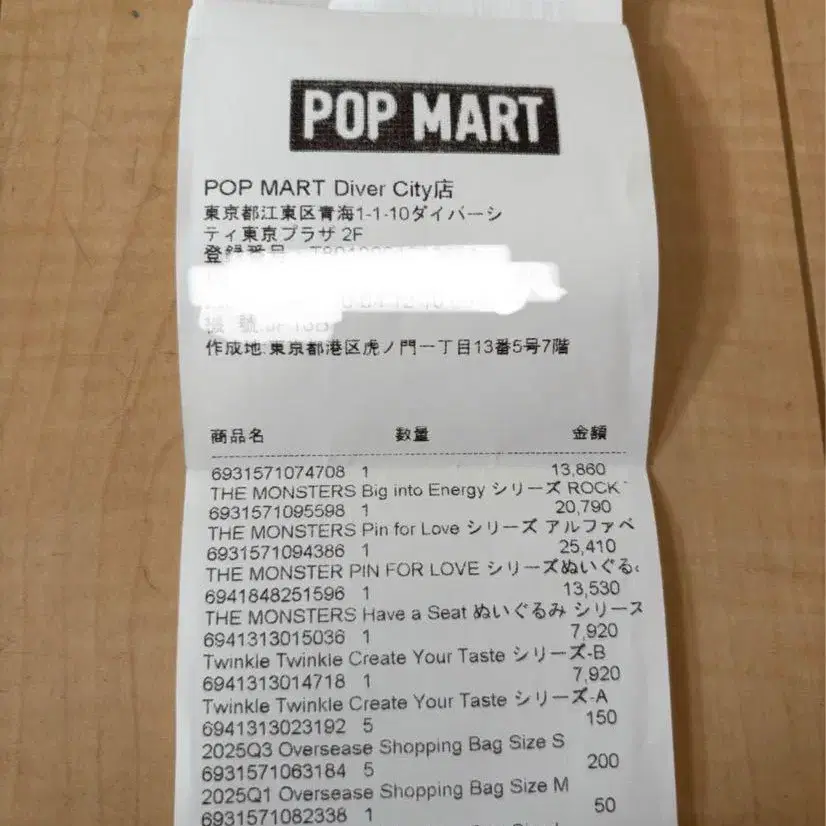 POP MART
POP MART Diver City店
東京都江東区青海1-1-10ダイバーシ
ティ東京プラザ 2F
登録番号
作成地:東京都港区虎ノ門一丁目13番5号7階
商品名 数量 金額
6931571074708 1 13,860
THE MONSTERS Big into Energy シリーズ ROCK
6931571095598 1 20,790
THE MONSTERS Pin for Love シリーズ アルファベ
6931571094386 1 25,410
THE MONSTER PIN FOR LOVE シリーズぬいぐる
6941848251596 1 13,530
THE MONSTERS Have a Seat ぬいぐるみ シリース
6941313015036 1 7,920
Twinkle Twinkle Create Your Taste シリーズ-B
6941313014718 1 7,920
Twinkle Twinkle Create Your Taste シリーズ-A
6941313023192 5 150
2025Q3 Oversease Shopping Bag Size S
6931571063184 5 200
2025Q1 Oversease Shopping Bag Size M
6931571082338 1 50